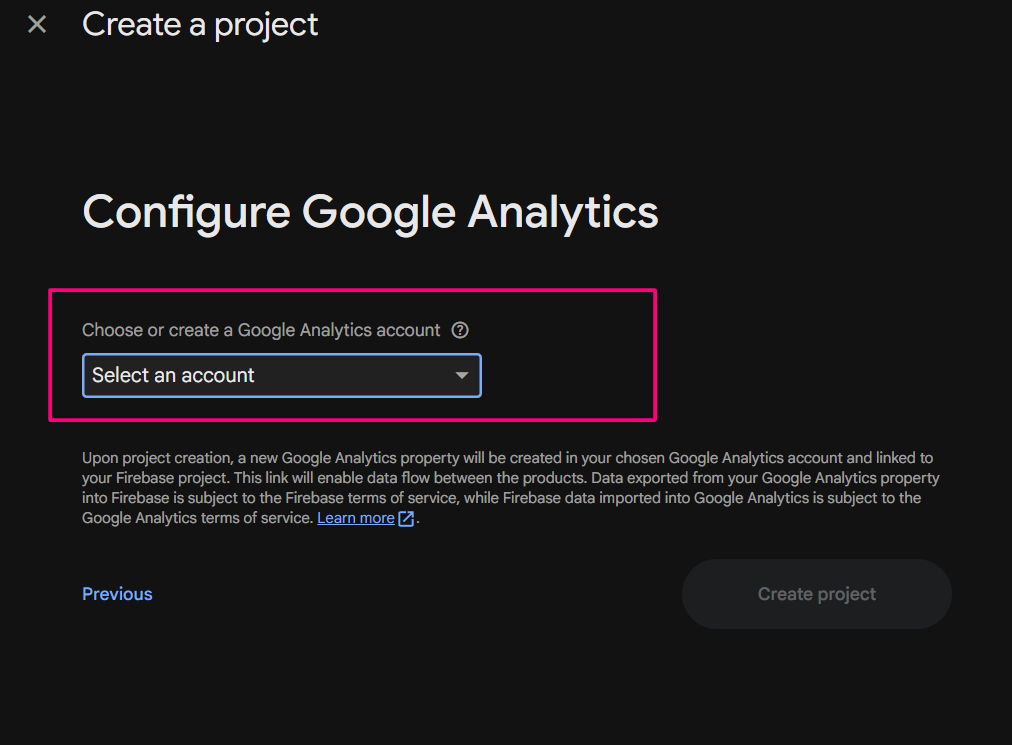 Create a project
Configure Google Analytics
Choose or create a Google Analytics account
Select an account
Upon project creation, a new Google Analytics property will be created in your chosen Google Analytics account and linked to
your Firebase project. This link will enable data flow between the products. Data exported from your Google Analytics property
into Firebase is subject to the Firebase terms of service, while Firebase data imported into Google Analytics is subject to the
Google Analytics terms of service. Learn more.
Previous
Create project